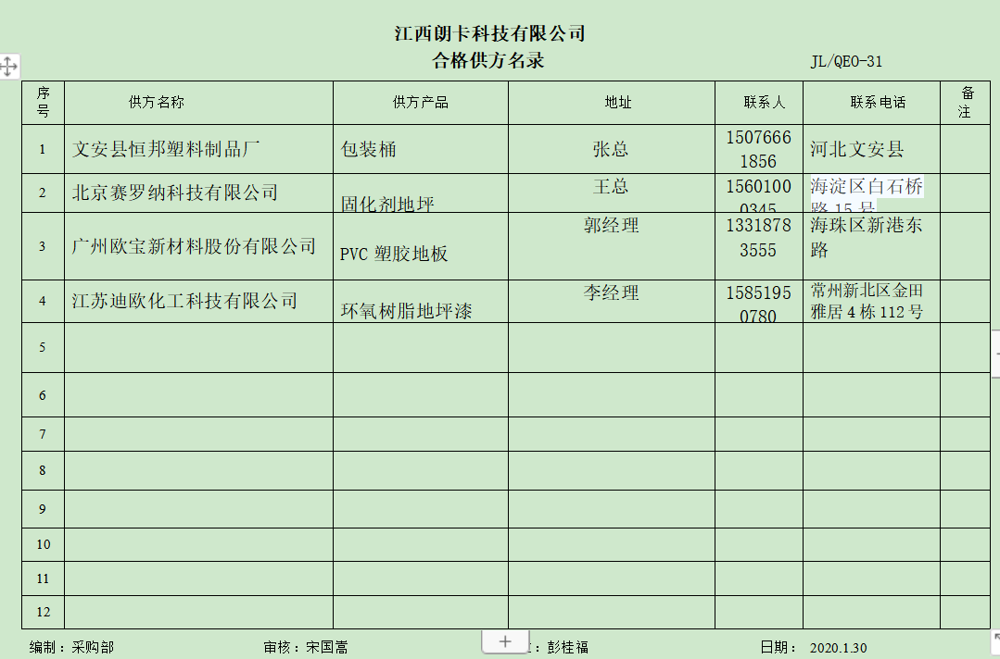 江西朗卡科技有限公司
合格供方名录
JL/QEO-31
序号 供方名称 供方产品 地址 联系人 联系电话 备注
1 文安县恒邦塑料制品厂 包装桶 张总 15076661856 河北文安县
2 北京赛罗纳科技有限公司 固化剂地坪 王总 15601000345 海淀区白石桥路 15 号
3 广州欧宝新材料股份有限公司 PVC 塑胶地板 郭经理 13318783555 海珠区新港东路
4 江苏迪欧化工科技有限公司 环氧树脂地坪漆 李经理 15851950780 常州新北区金田雅居 4 栋 112 号
5
6
7
8
9
10
11
12
编制：采购部 审核：宋国嵩 ：彭桂福 日期： 2020.1.30